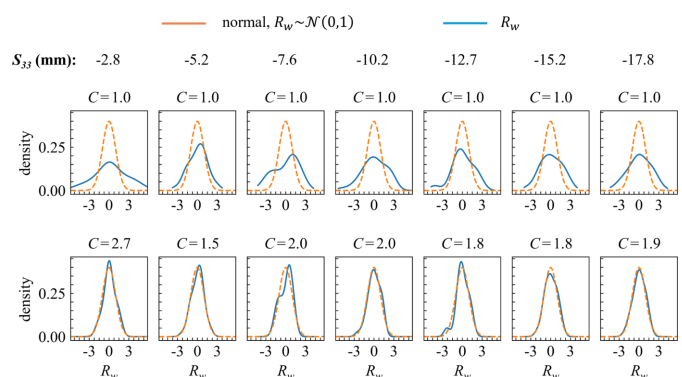 normal, R_w~𝒩(0,1) R_w
S_33 (mm): -2.8 -5.2 -7.6 -10.2 -12.7 -15.2 -17.8
C=1.0 C=1.0 C=1.0 C=1.0 C=1.0 C=1.0 C=1.0
density
0.25
0.00
-3 0 3 -3 0 3 -3 0 3 -3 0 3 -3 0 3 -3 0 3 -3 0 3
C=2.7 C=1.5 C=2.0 C=2.0 C=1.8 C=1.8 C=1.9
density
0.25
0.00
-3 0 3 -3 0 3 -3 0 3 -3 0 3 -3 0 3 -3 0 3 -3 0 3
R_w R_w R_w R_w R_w R_w R_w